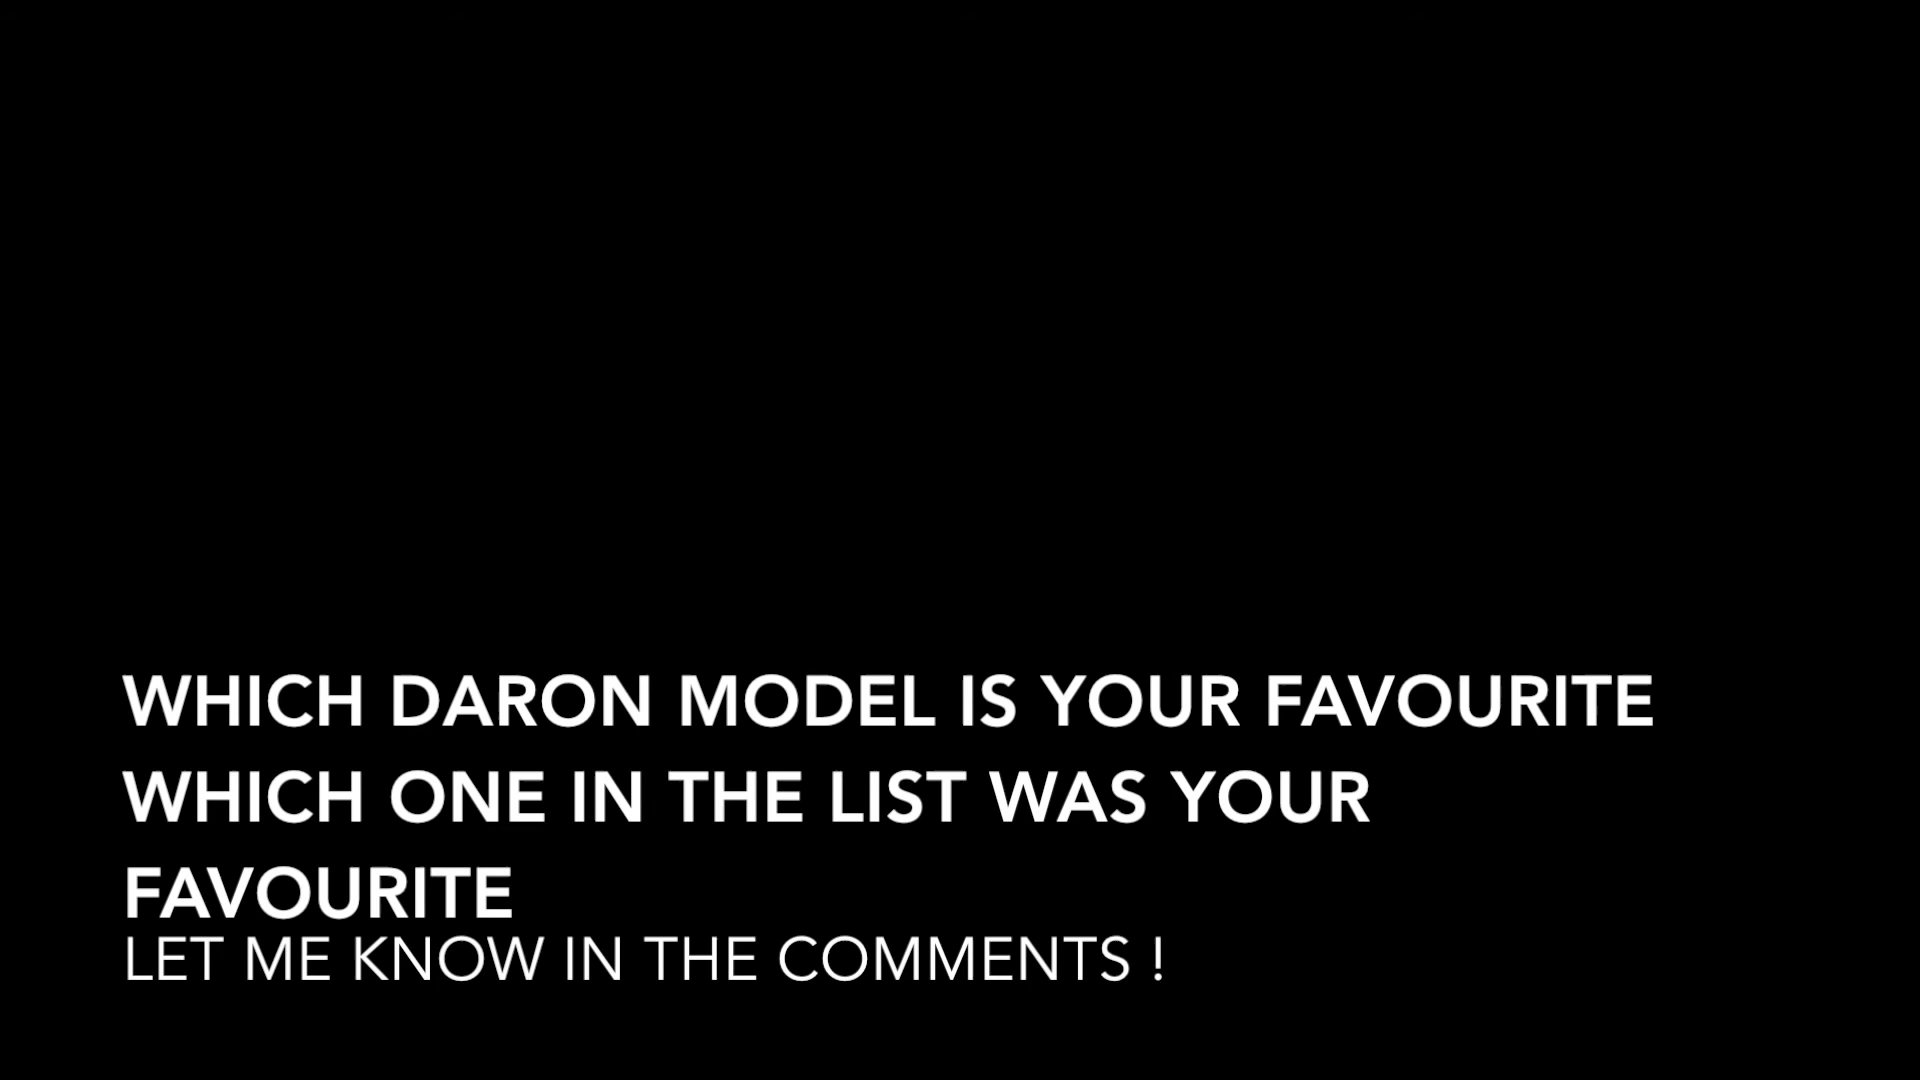 WHICH DARON MODEL IS YOUR FAVOURITE
WHICH ONE IN THE LIST WAS YOUR
FAVOURITE
LET ME KNOW IN THE COMMENTS !